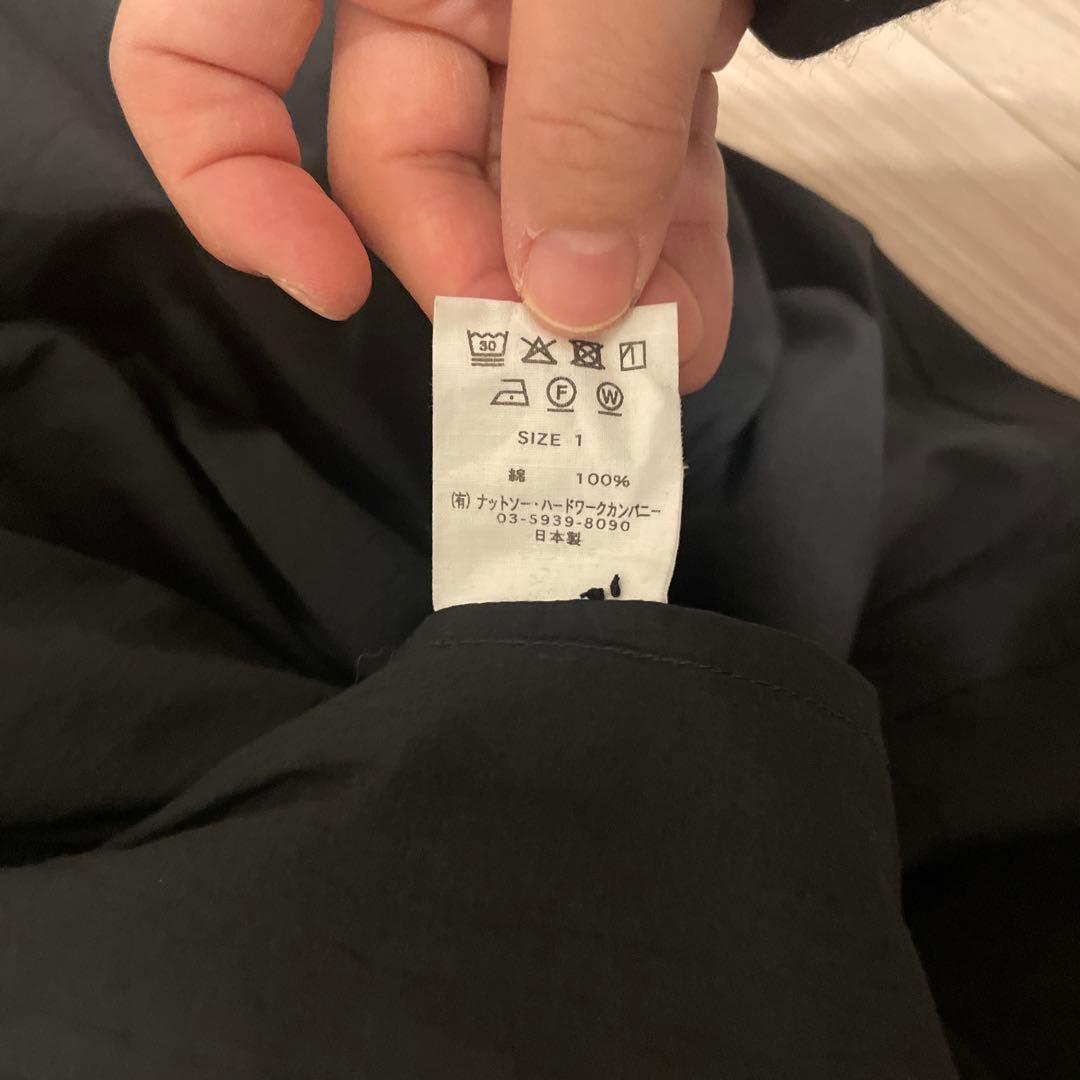 30
F W
SIZE 1
綿 100%
(有) ナットソー・ハードワークカンパニー
03-5939-8090
日本製